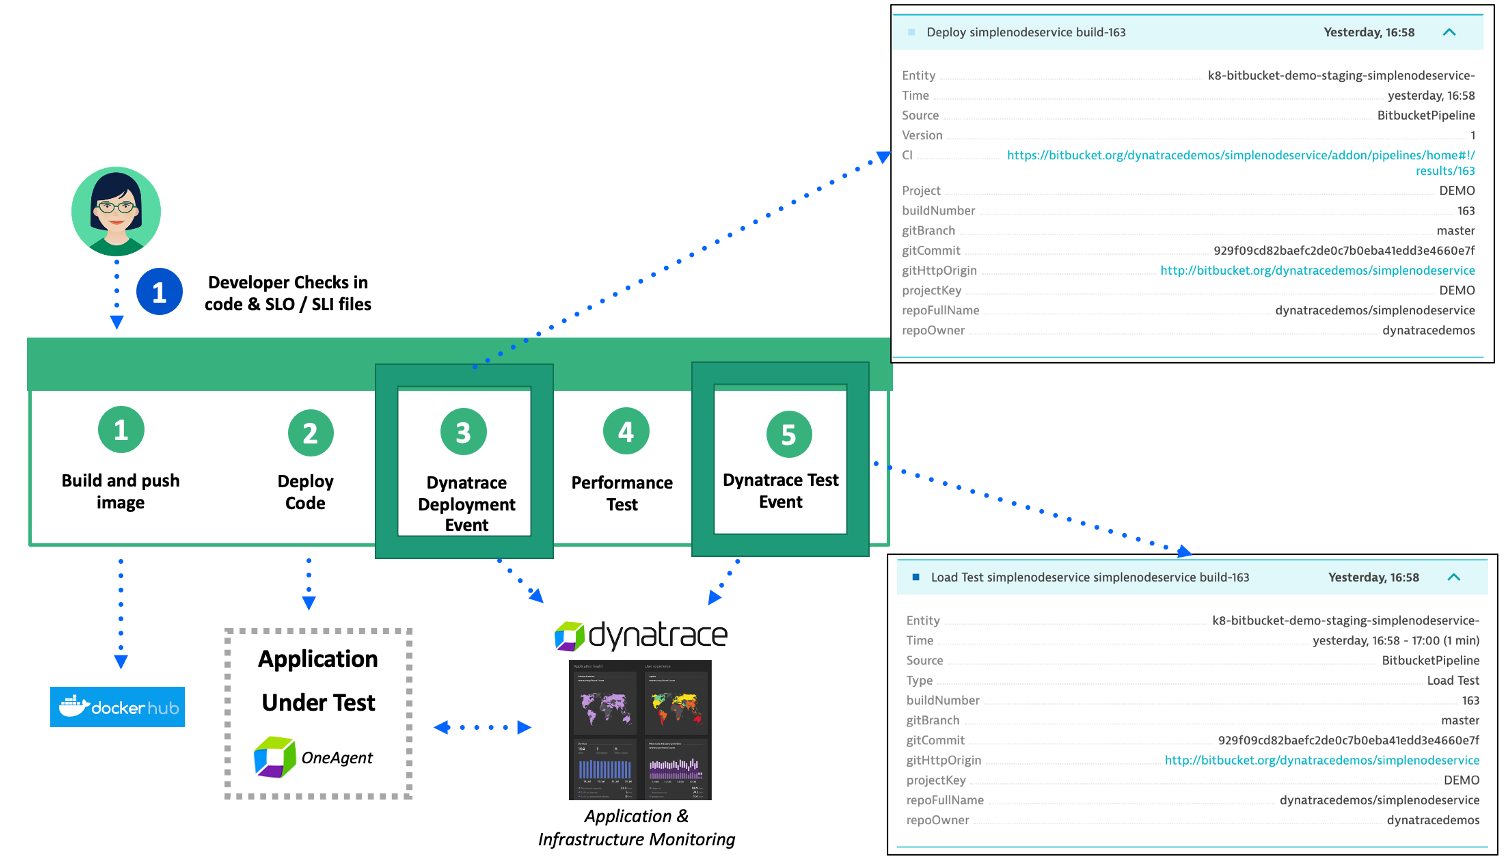 1
Developer Checks in
code & SLO / SLI files
1
Build and push
image
2
Deploy
Code
3
Dynatrace
Deployment
Event
4
Performance
Test
5
Dynatrace Test
Event
dockerhub
Application
Under Test
OneAgent
dynatrace
Application &
Infrastructure Monitoring
Deploy simplenodeservice build-163 Yesterday, 16:58
Entity k8-bitbucket-demo-staging-simplenodeservice-
Time yesterday, 16:58
Source BitbucketPipeline
Version 1
CI https://bitbucket.org/dynatracedemos/simplenodeservice/addon/pipelines/home#!/
results/163
Project DEMO
buildNumber 163
gitBranch master
gitCommit 929f09cd82baefc2de0c7b0eba41edd3e4660e7f
gitHttpOrigin http://bitbucket.org/dynatracedemos/simplenodeservice
projectKey DEMO
repoFullName dynatracedemos/simplenodeservice
repoOwner dynatracedemos
Load Test simplenodeservice simplenodeservice build-163 Yesterday, 16:58
Entity k8-bitbucket-demo-staging-simplenodeservice-
Time yesterday, 16:58 - 17:00 (1 min)
Source BitbucketPipeline
Type Load Test
buildNumber 163
gitBranch master
gitCommit 929f09cd82baefc2de0c7b0eba41edd3e4660e7f
gitHttpOrigin http://bitbucket.org/dynatracedemos/simplenodeservice
projectKey DEMO
repoFullName dynatracedemos/simplenodeservice
repoOwner dynatracedemos